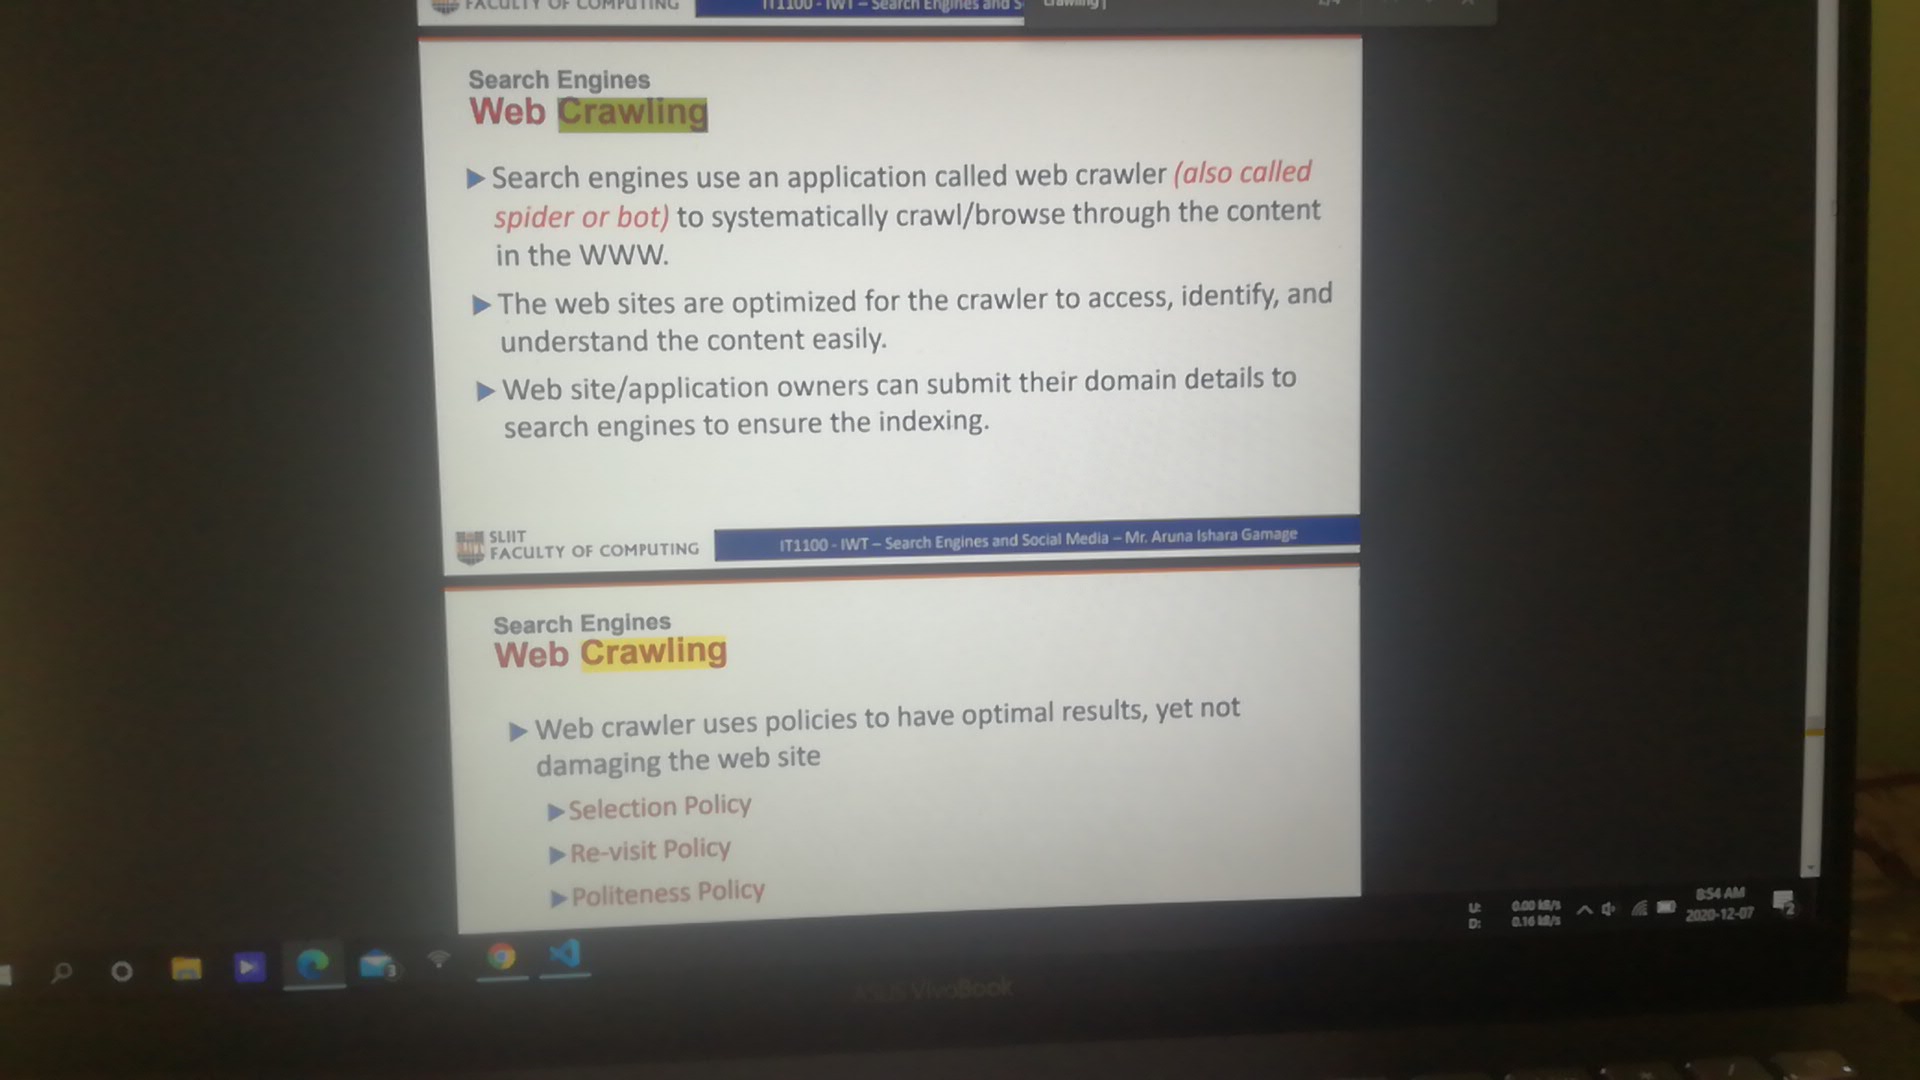 FACULTY OF COMPUTING
IT1100 - IWT – Search Engines and S
crawling
Search Engines
Web Crawling
Search engines use an application called web crawler (also called
spider or bot) to systematically crawl/browse through the content
in the WWW.
The web sites are optimized for the crawler to access, identify, and
understand the content easily.
Web site/application owners can submit their domain details to
search engines to ensure the indexing.
SLIIT
FACULTY OF COMPUTING
IT1100 - IWT – Search Engines and Social Media – Mr. Aruna Ishara Gamage
Search Engines
Web Crawling
Web crawler uses policies to have optimal results, yet not
damaging the web site
Selection Policy
Re-visit Policy
Politeness Policy
U: 0.00 kB/s
D: 0.16 kB/s
8:54 AM
2020-12-07
2
3
ASUS VivoBook